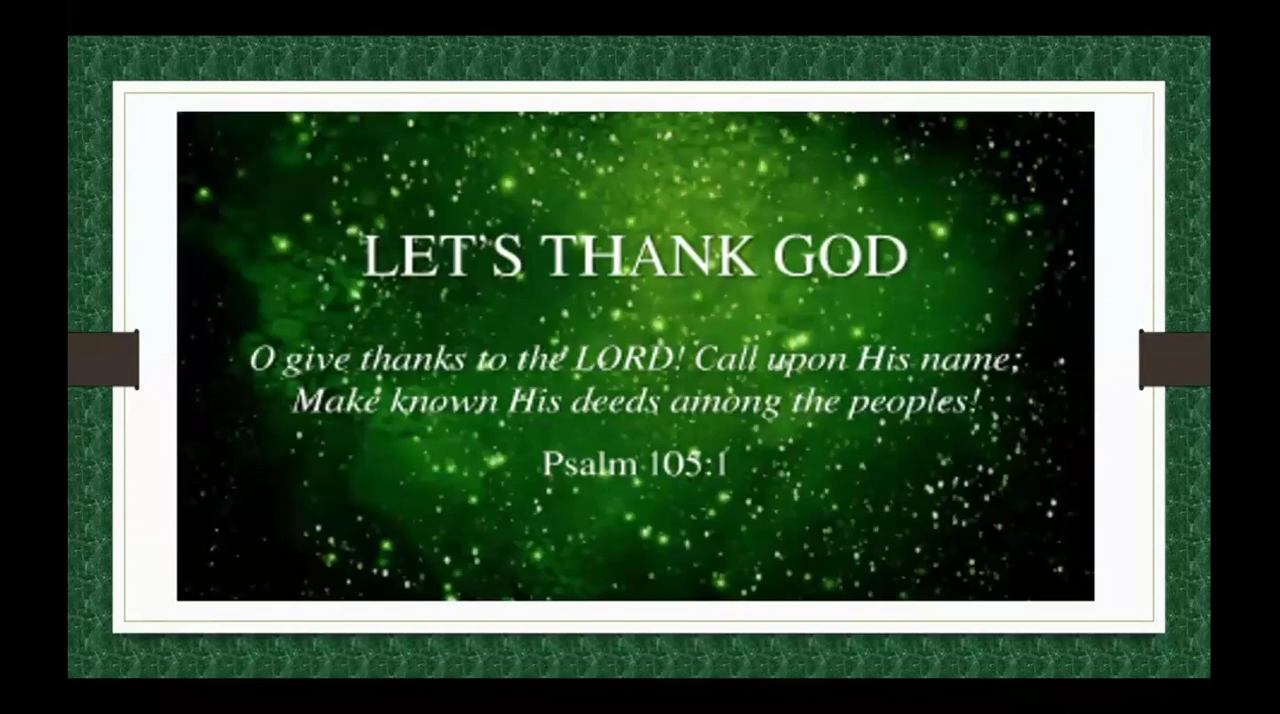 LET'S THANK GOD
O give thanks to the LORD! Call upon His name;
Make known His deeds among the peoples!
Psalm 105:1